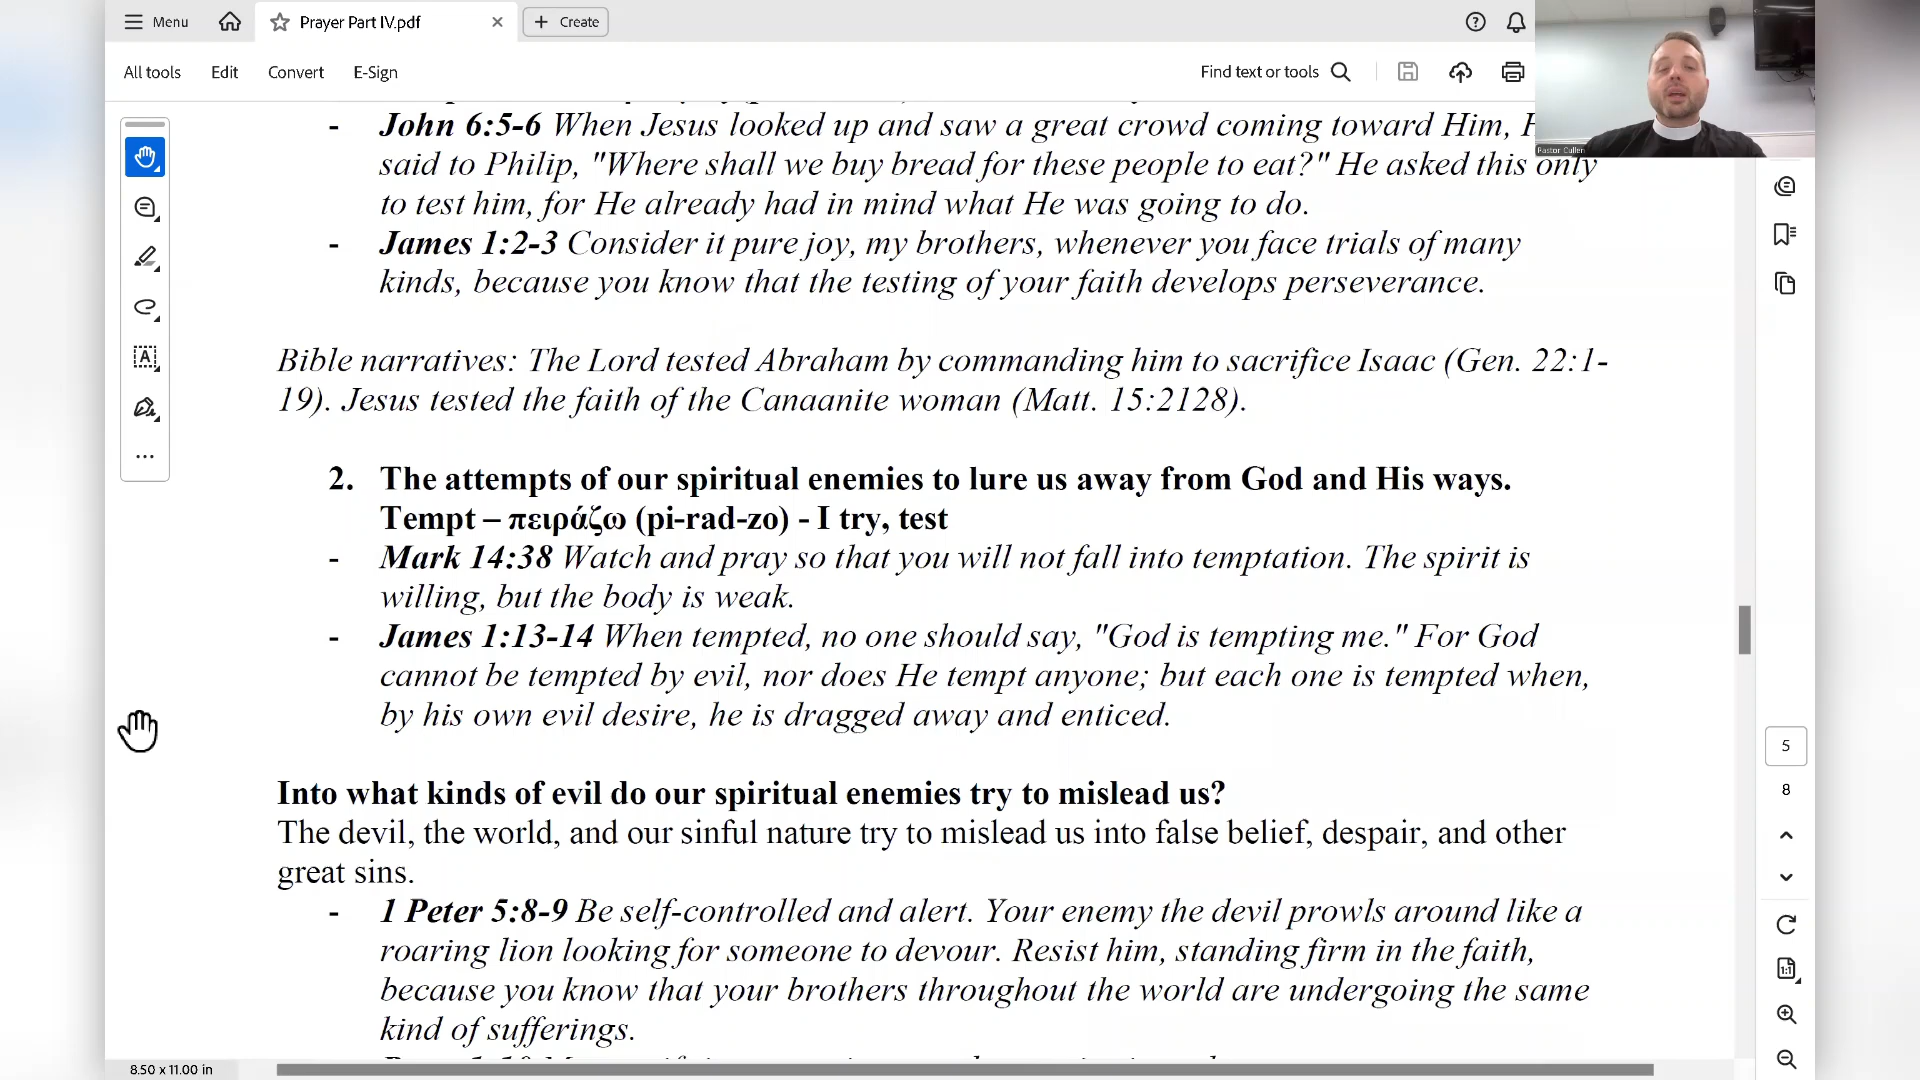 Menu
Prayer Part IV.pdf
Create
All tools
Edit
Convert
E-Sign
Find text or tools
Pastor Cullen
- John 6:5-6 When Jesus looked up and saw a great crowd coming toward Him,
said to Philip, "Where shall we buy bread for these people to eat?" He asked this only
to test him, for He already had in mind what He was going to do.
- James 1:2-3 Consider it pure joy, my brothers, whenever you face trials of many
kinds, because you know that the testing of your faith develops perseverance.
Bible narratives: The Lord tested Abraham by commanding him to sacrifice Isaac (Gen. 22:1-
19). Jesus tested the faith of the Canaanite woman (Matt. 15:2128).
2. The attempts of our spiritual enemies to lure us away from God and His ways.
Tempt – πειράζω (pi-rad-zo) - I try, test
- Mark 14:38 Watch and pray so that you will not fall into temptation. The spirit is
willing, but the body is weak.
- James 1:13-14 When tempted, no one should say, "God is tempting me." For God
cannot be tempted by evil, nor does He tempt anyone; but each one is tempted when,
by his own evil desire, he is dragged away and enticed.
Into what kinds of evil do our spiritual enemies try to mislead us?
The devil, the world, and our sinful nature try to mislead us into false belief, despair, and other
great sins.
- 1 Peter 5:8-9 Be self-controlled and alert. Your enemy the devil prowls around like a
roaring lion looking for someone to devour. Resist him, standing firm in the faith,
because you know that your brothers throughout the world are undergoing the same
kind of sufferings.
5
8
8.50 x 11.00 in